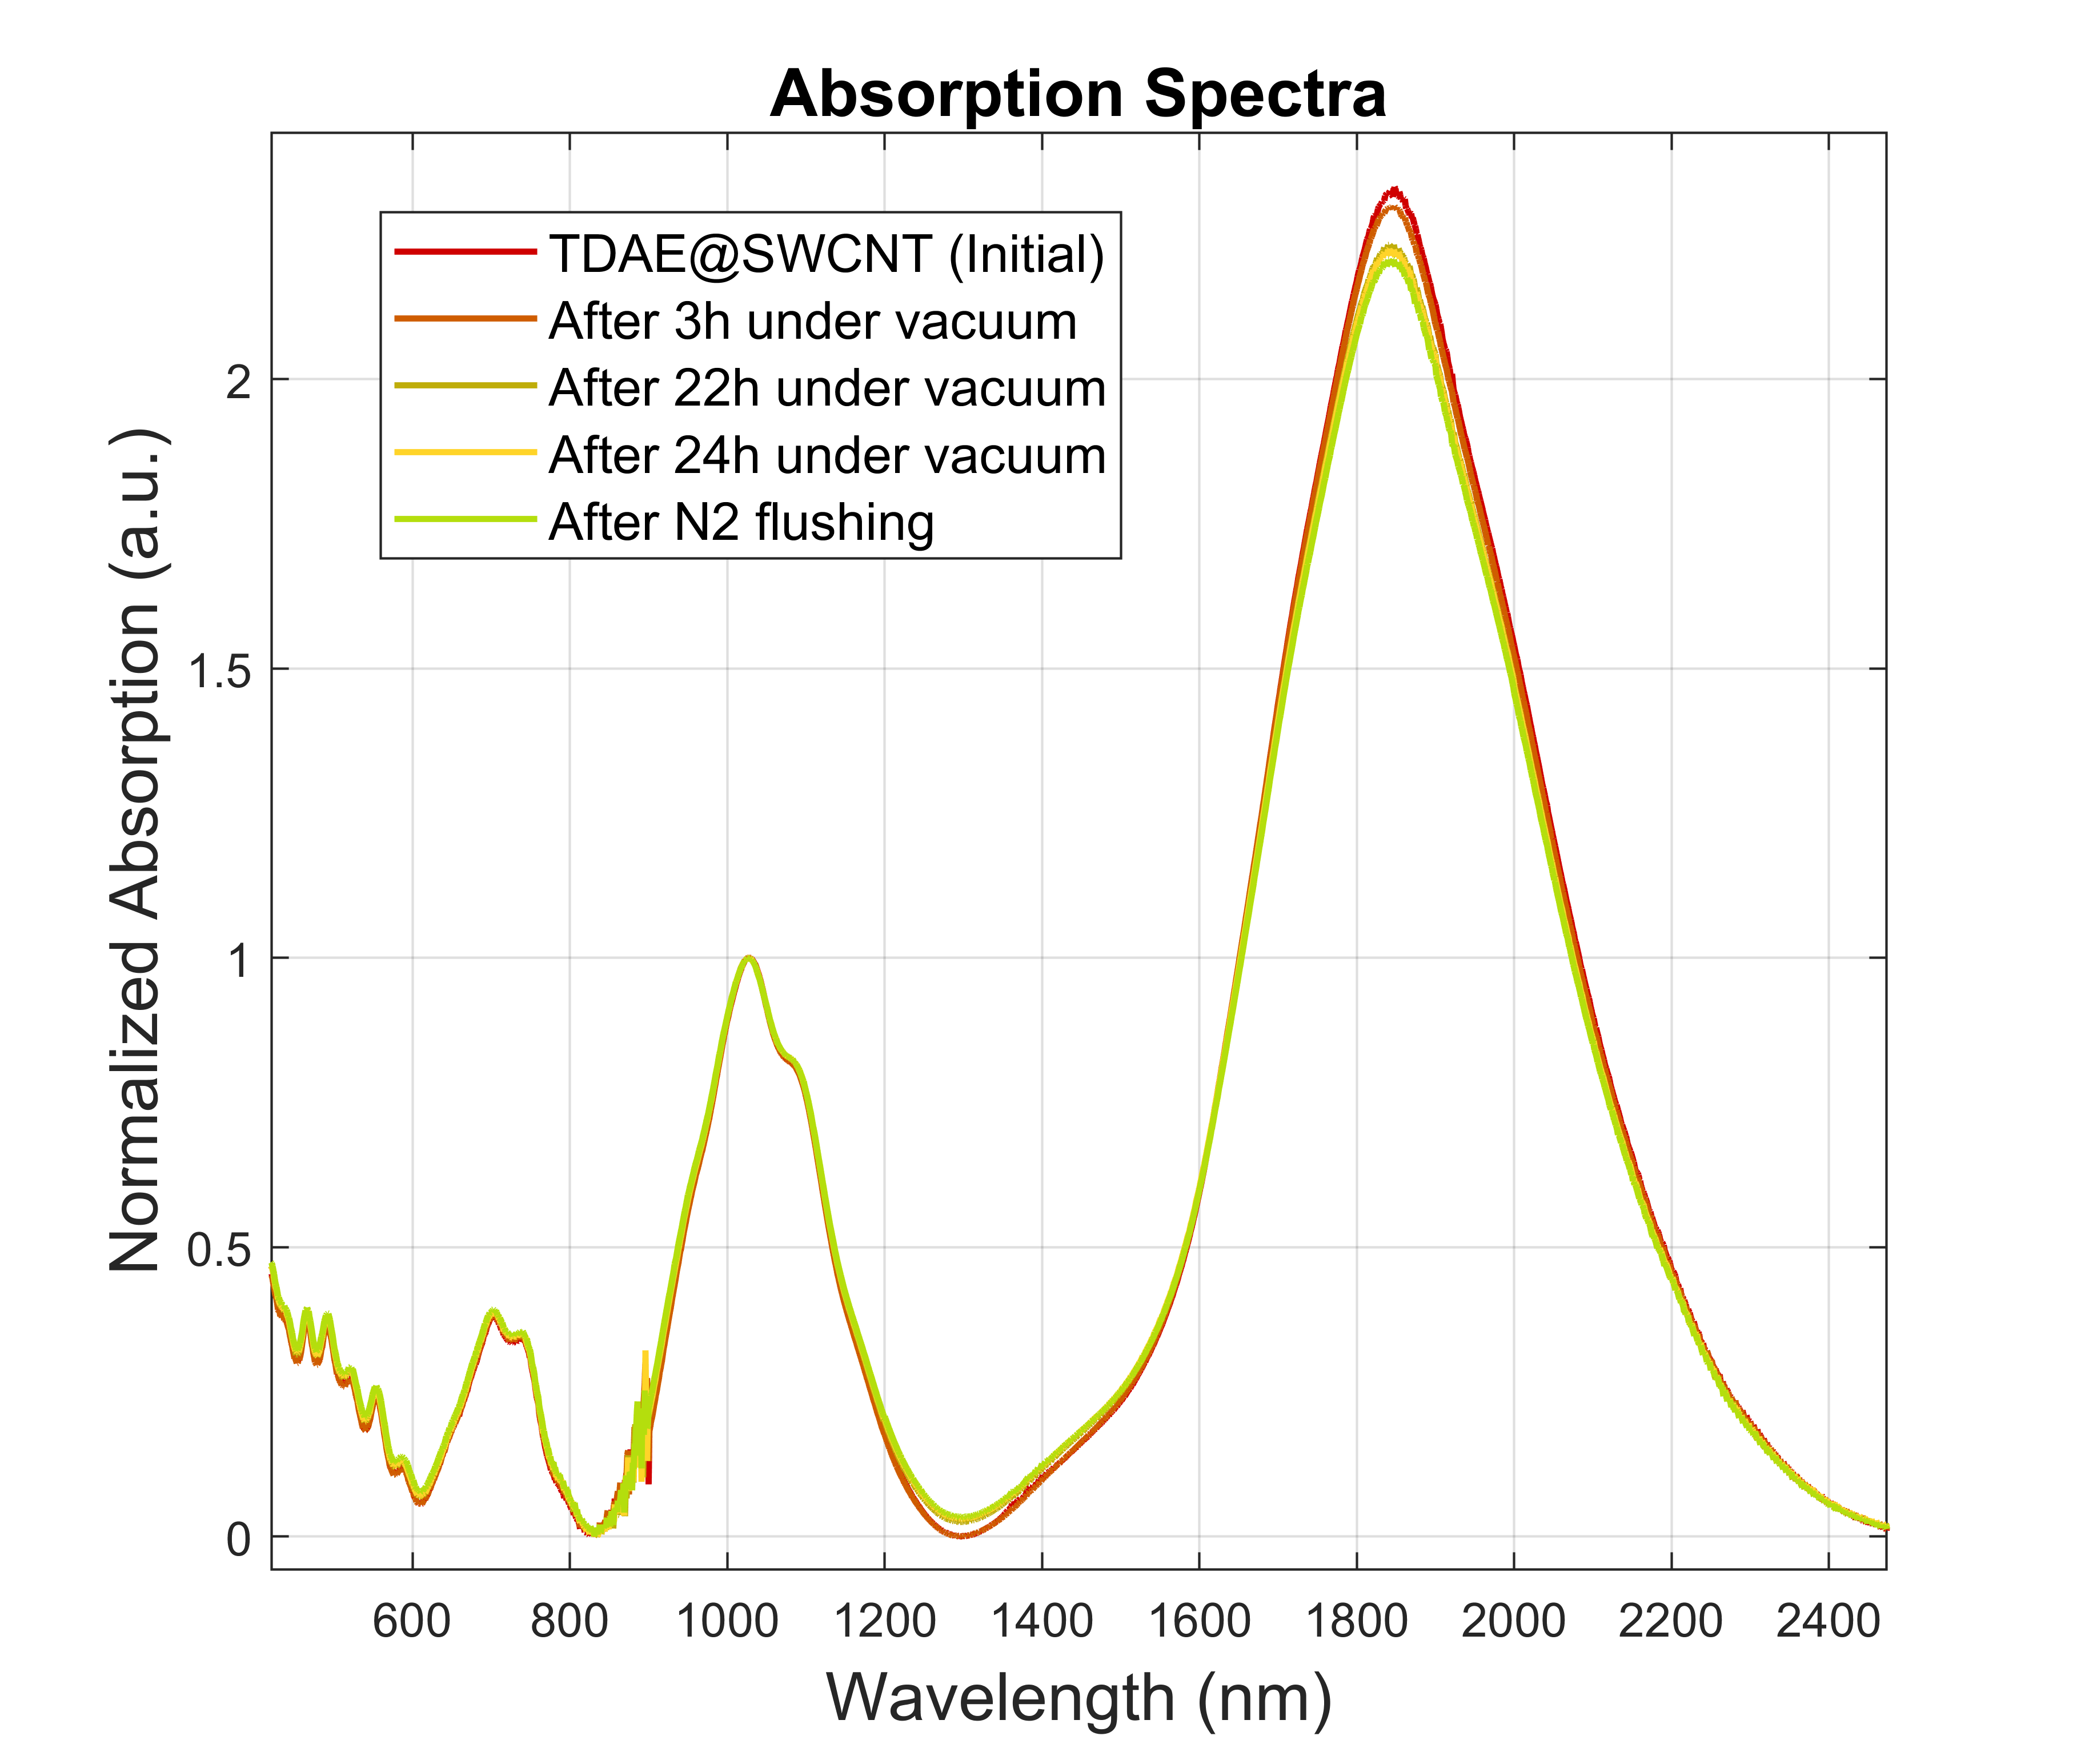 Absorption Spectra
TDAE@SWCNT (Initial)
After 3h under vacuum
After 22h under vacuum
After 24h under vacuum
After N2 flushing
Normalized Absorption (a.u.)
2
1.5
1
0.5
0
600 800 1000 1200 1400 1600 1800 2000 2200 2400
Wavelength (nm)